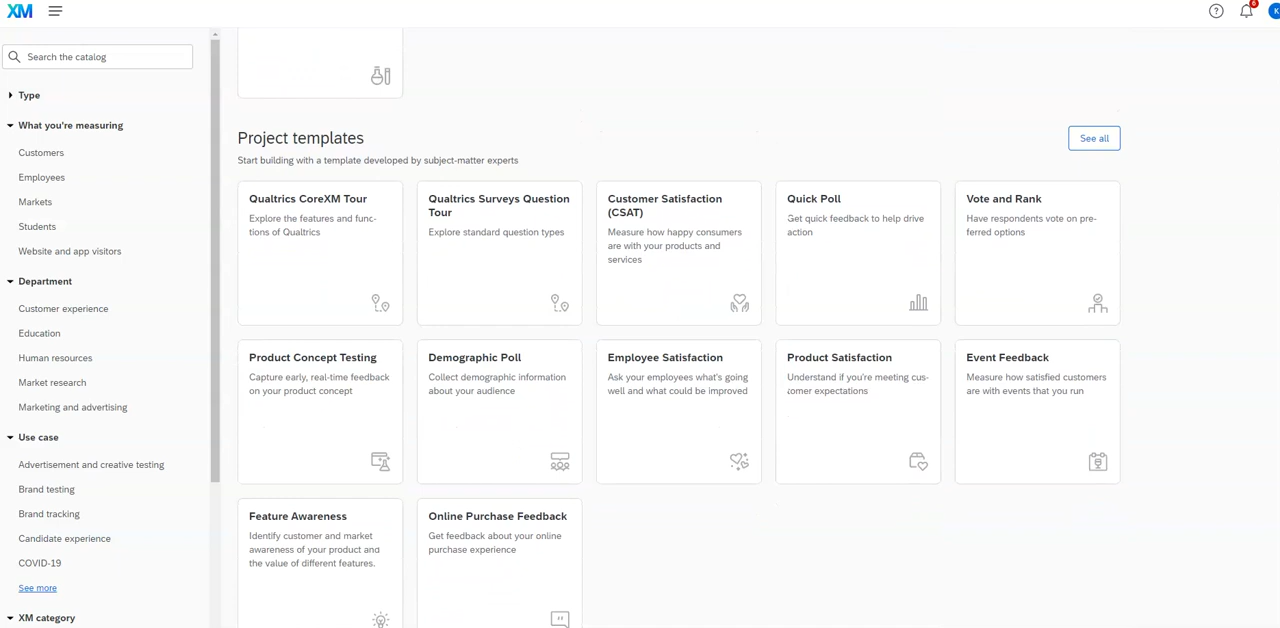 XM
6
K
Search the catalog
Type
What you're measuring
Customers
Employees
Markets
Students
Website and app visitors
Department
Customer experience
Education
Human resources
Market research
Marketing and advertising
Use case
Advertisement and creative testing
Brand testing
Brand tracking
Candidate experience
COVID-19
See more
XM category
Project templates
See all
Start building with a template developed by subject-matter experts
Qualtrics CoreXM Tour
Explore the features and func-
tions of Qualtrics
Qualtrics Surveys Question
Tour
Explore standard question types
Customer Satisfaction
(CSAT)
Measure how happy consumers
are with your products and
services
Quick Poll
Get quick feedback to help drive
action
Vote and Rank
Have respondents vote on pre-
ferred options
Product Concept Testing
Capture early, real-time feedback
on your product concept
Demographic Poll
Collect demographic information
about your audience
Employee Satisfaction
Ask your employees what's going
well and what could be improved
Product Satisfaction
Understand if you're meeting cus-
tomer expectations
Event Feedback
Measure how satisfied customers
are with events that you run
Feature Awareness
Identify customer and market
awareness of your product and
the value of different features.
Online Purchase Feedback
Get feedback about your online
purchase experience